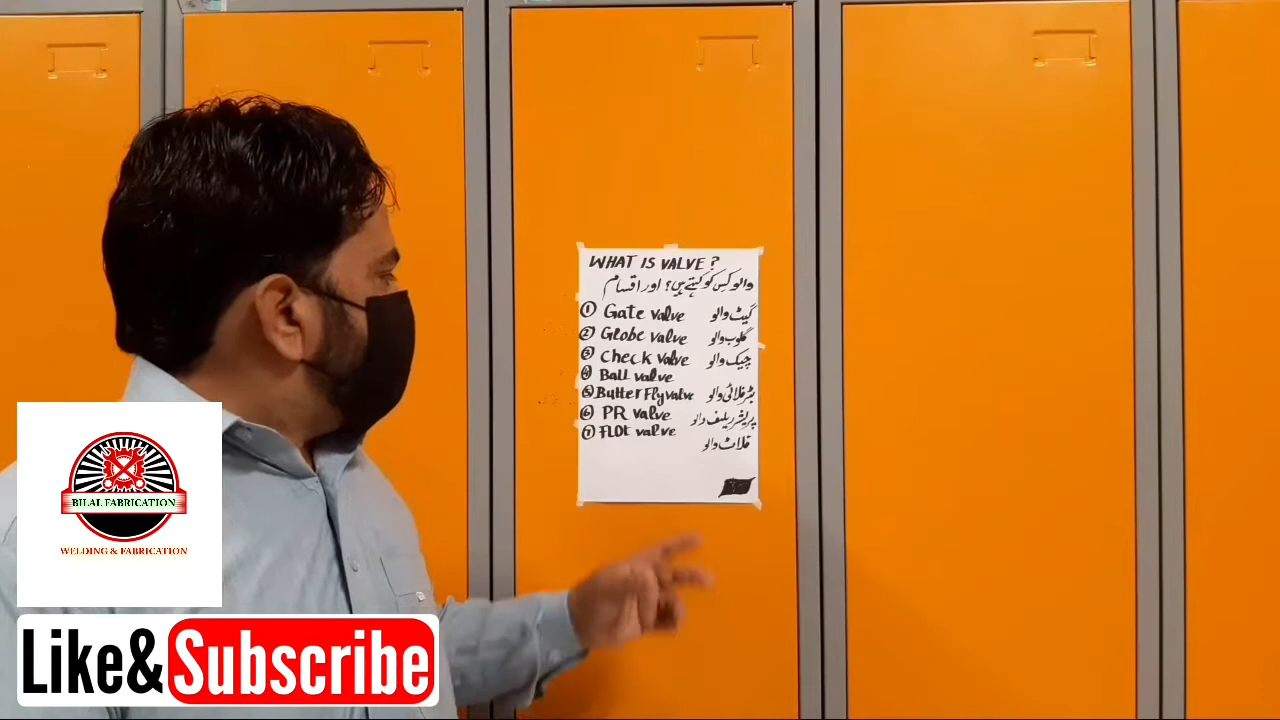 WHAT IS VALVE?
والو کس کو کہتے ہیں؟ اور اقسام
① Gate valve گیٹ والو
② Globe valve گلوب والو
③ Check valve چیک والو
④ Ball valve
⑤ Butterfly valve بٹر فلائی والو
⑥ PR valve پریشر ریلیف والو
⑦ FLOt valve فلاٹ والو
BILAL FABRICATION
WELDING & FABRICATION
Like& Subscribe